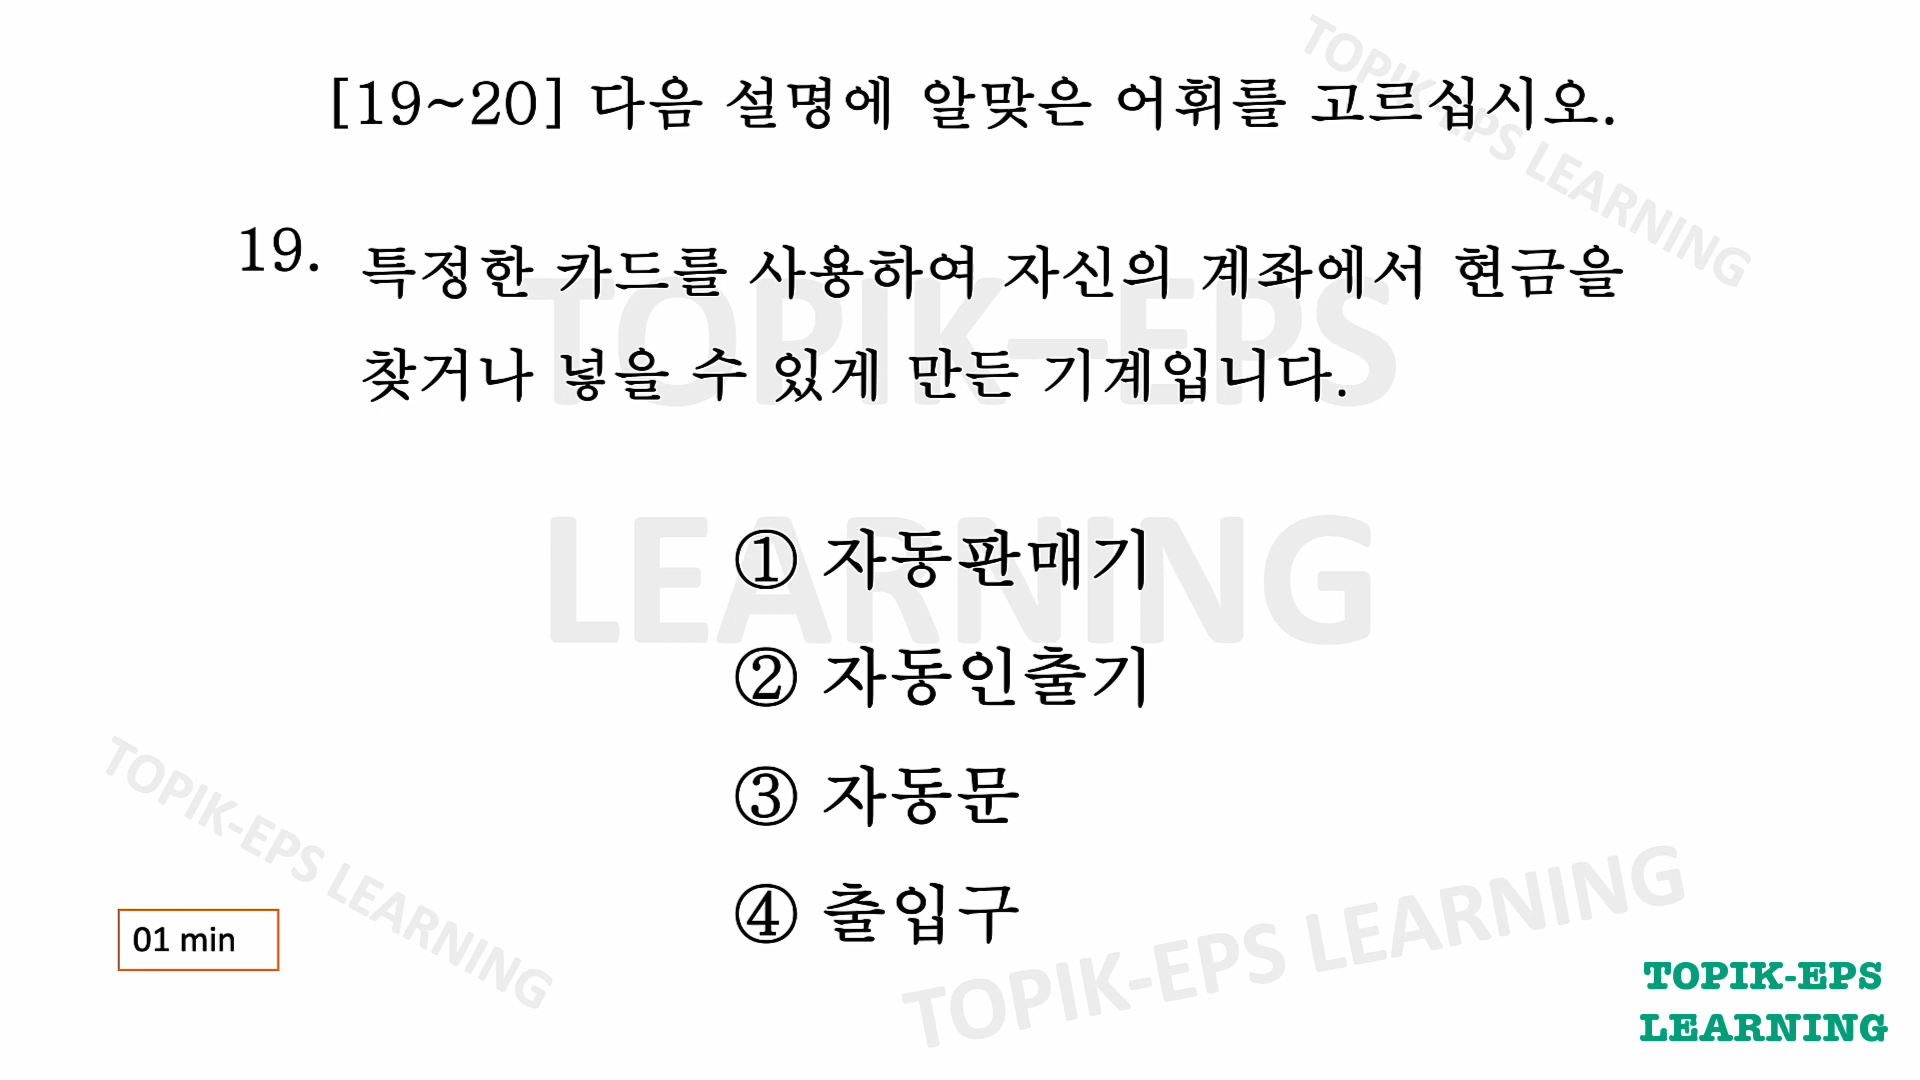 TOPIK-EPS LEARNING
[19~20] 다음 설명에 알맞은 어휘를 고르십시오.
19. 특정한 카드를 사용하여 자신의 계좌에서 현금을
찾거나 넣을 수 있게 만든 기계입니다.
TOPIK-EPS
LEARNING
① 자동판매기
② 자동인출기
③ 자동문
④ 출입구
TOPIK-EPS LEARNING
01 min
TOPIK-EPS LEARNING
TOPIK-EPS
LEARNING